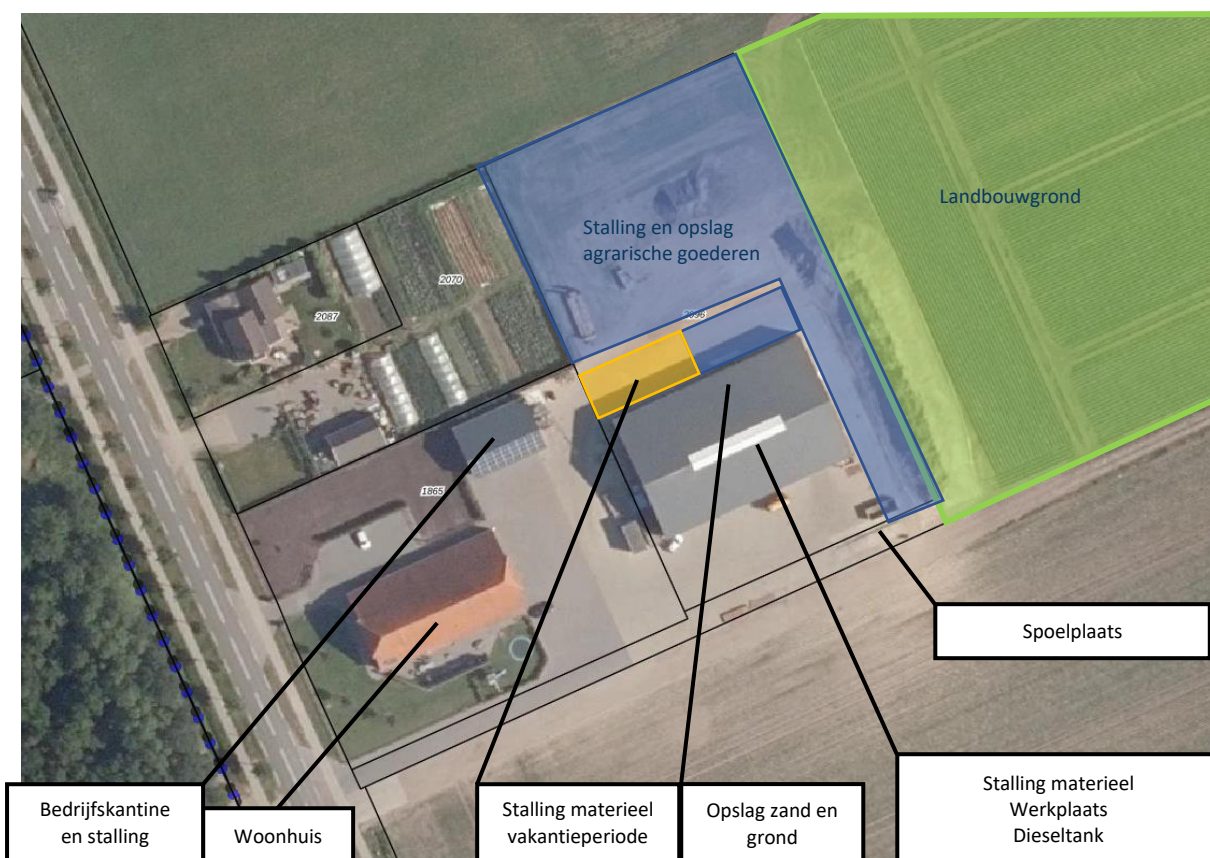 Landbouwgrond
Stalling en opslag
agrarische goederen
2070
2087
2096
1865
Spoelplaats
Bedrijfskantine
en stalling
Woonhuis
Stalling materieel
vakantieperiode
Opslag zand en
grond
Stalling materieel
Werkplaats
Dieseltank